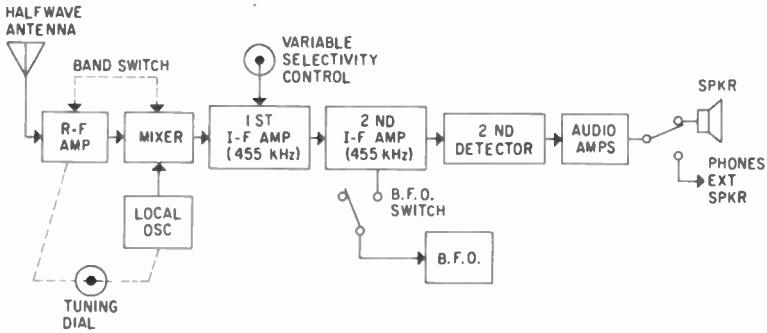 HALFWAVE
ANTENNA
BAND SWITCH
VARIABLE
SELECTIVITY
CONTROL
R-F
AMP
MIXER
1 ST
I-F AMP
(455 kHz)
2 ND
I-F AMP
(455 kHz)
2 ND
DETECTOR
AUDIO
AMPS
SPKR
PHONES
EXT
SPKR
LOCAL
OSC
B.F.O.
SWITCH
B.F.O.
TUNING
DIAL